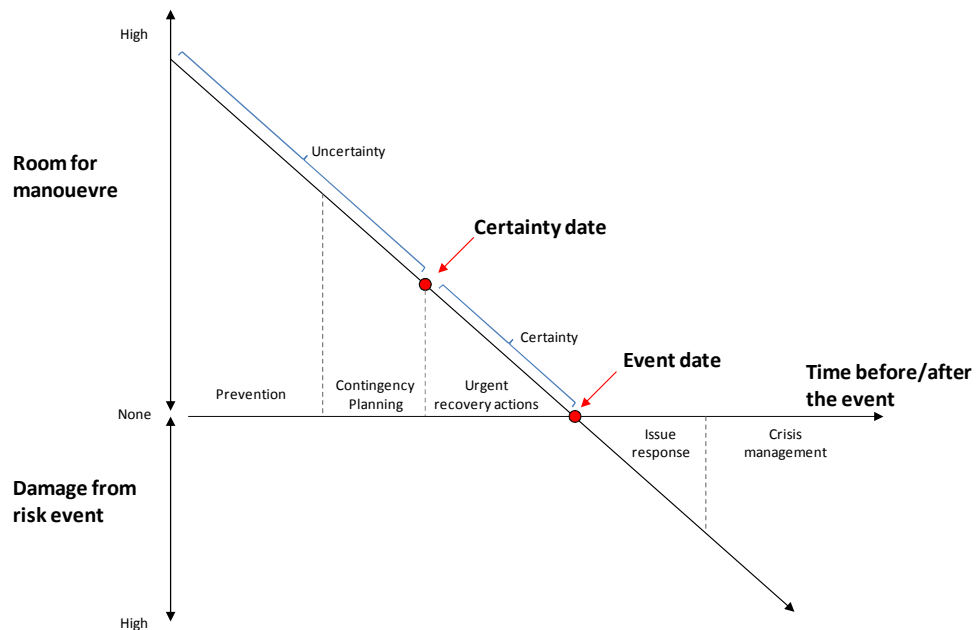 High
Uncertainty
Room for
manouevre
Certainty date
Certainty
Event date
Time before/after
the event
Prevention
Contingency
Planning
Urgent
recovery actions
None
Issue
response
Crisis
management
Damage from
risk event
High